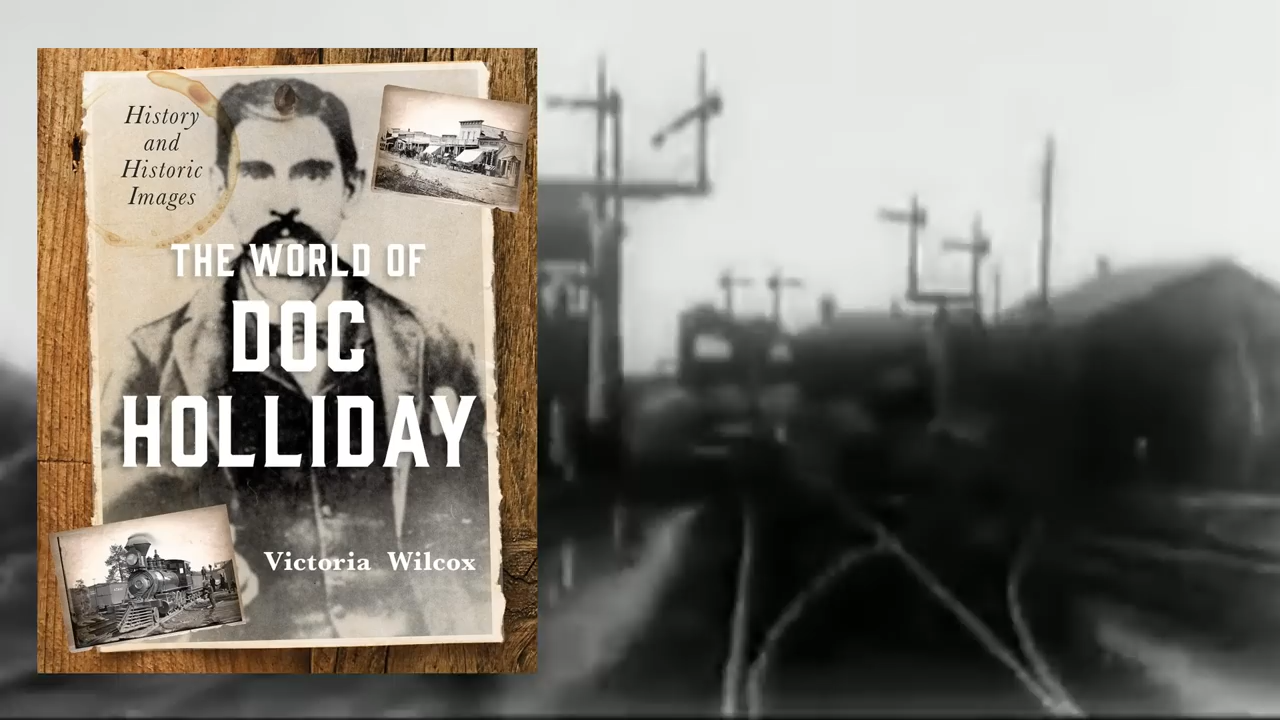 History
and
Historic
Images
THE WORLD OF
DOC
HOLLIDAY
Victoria Wilcox